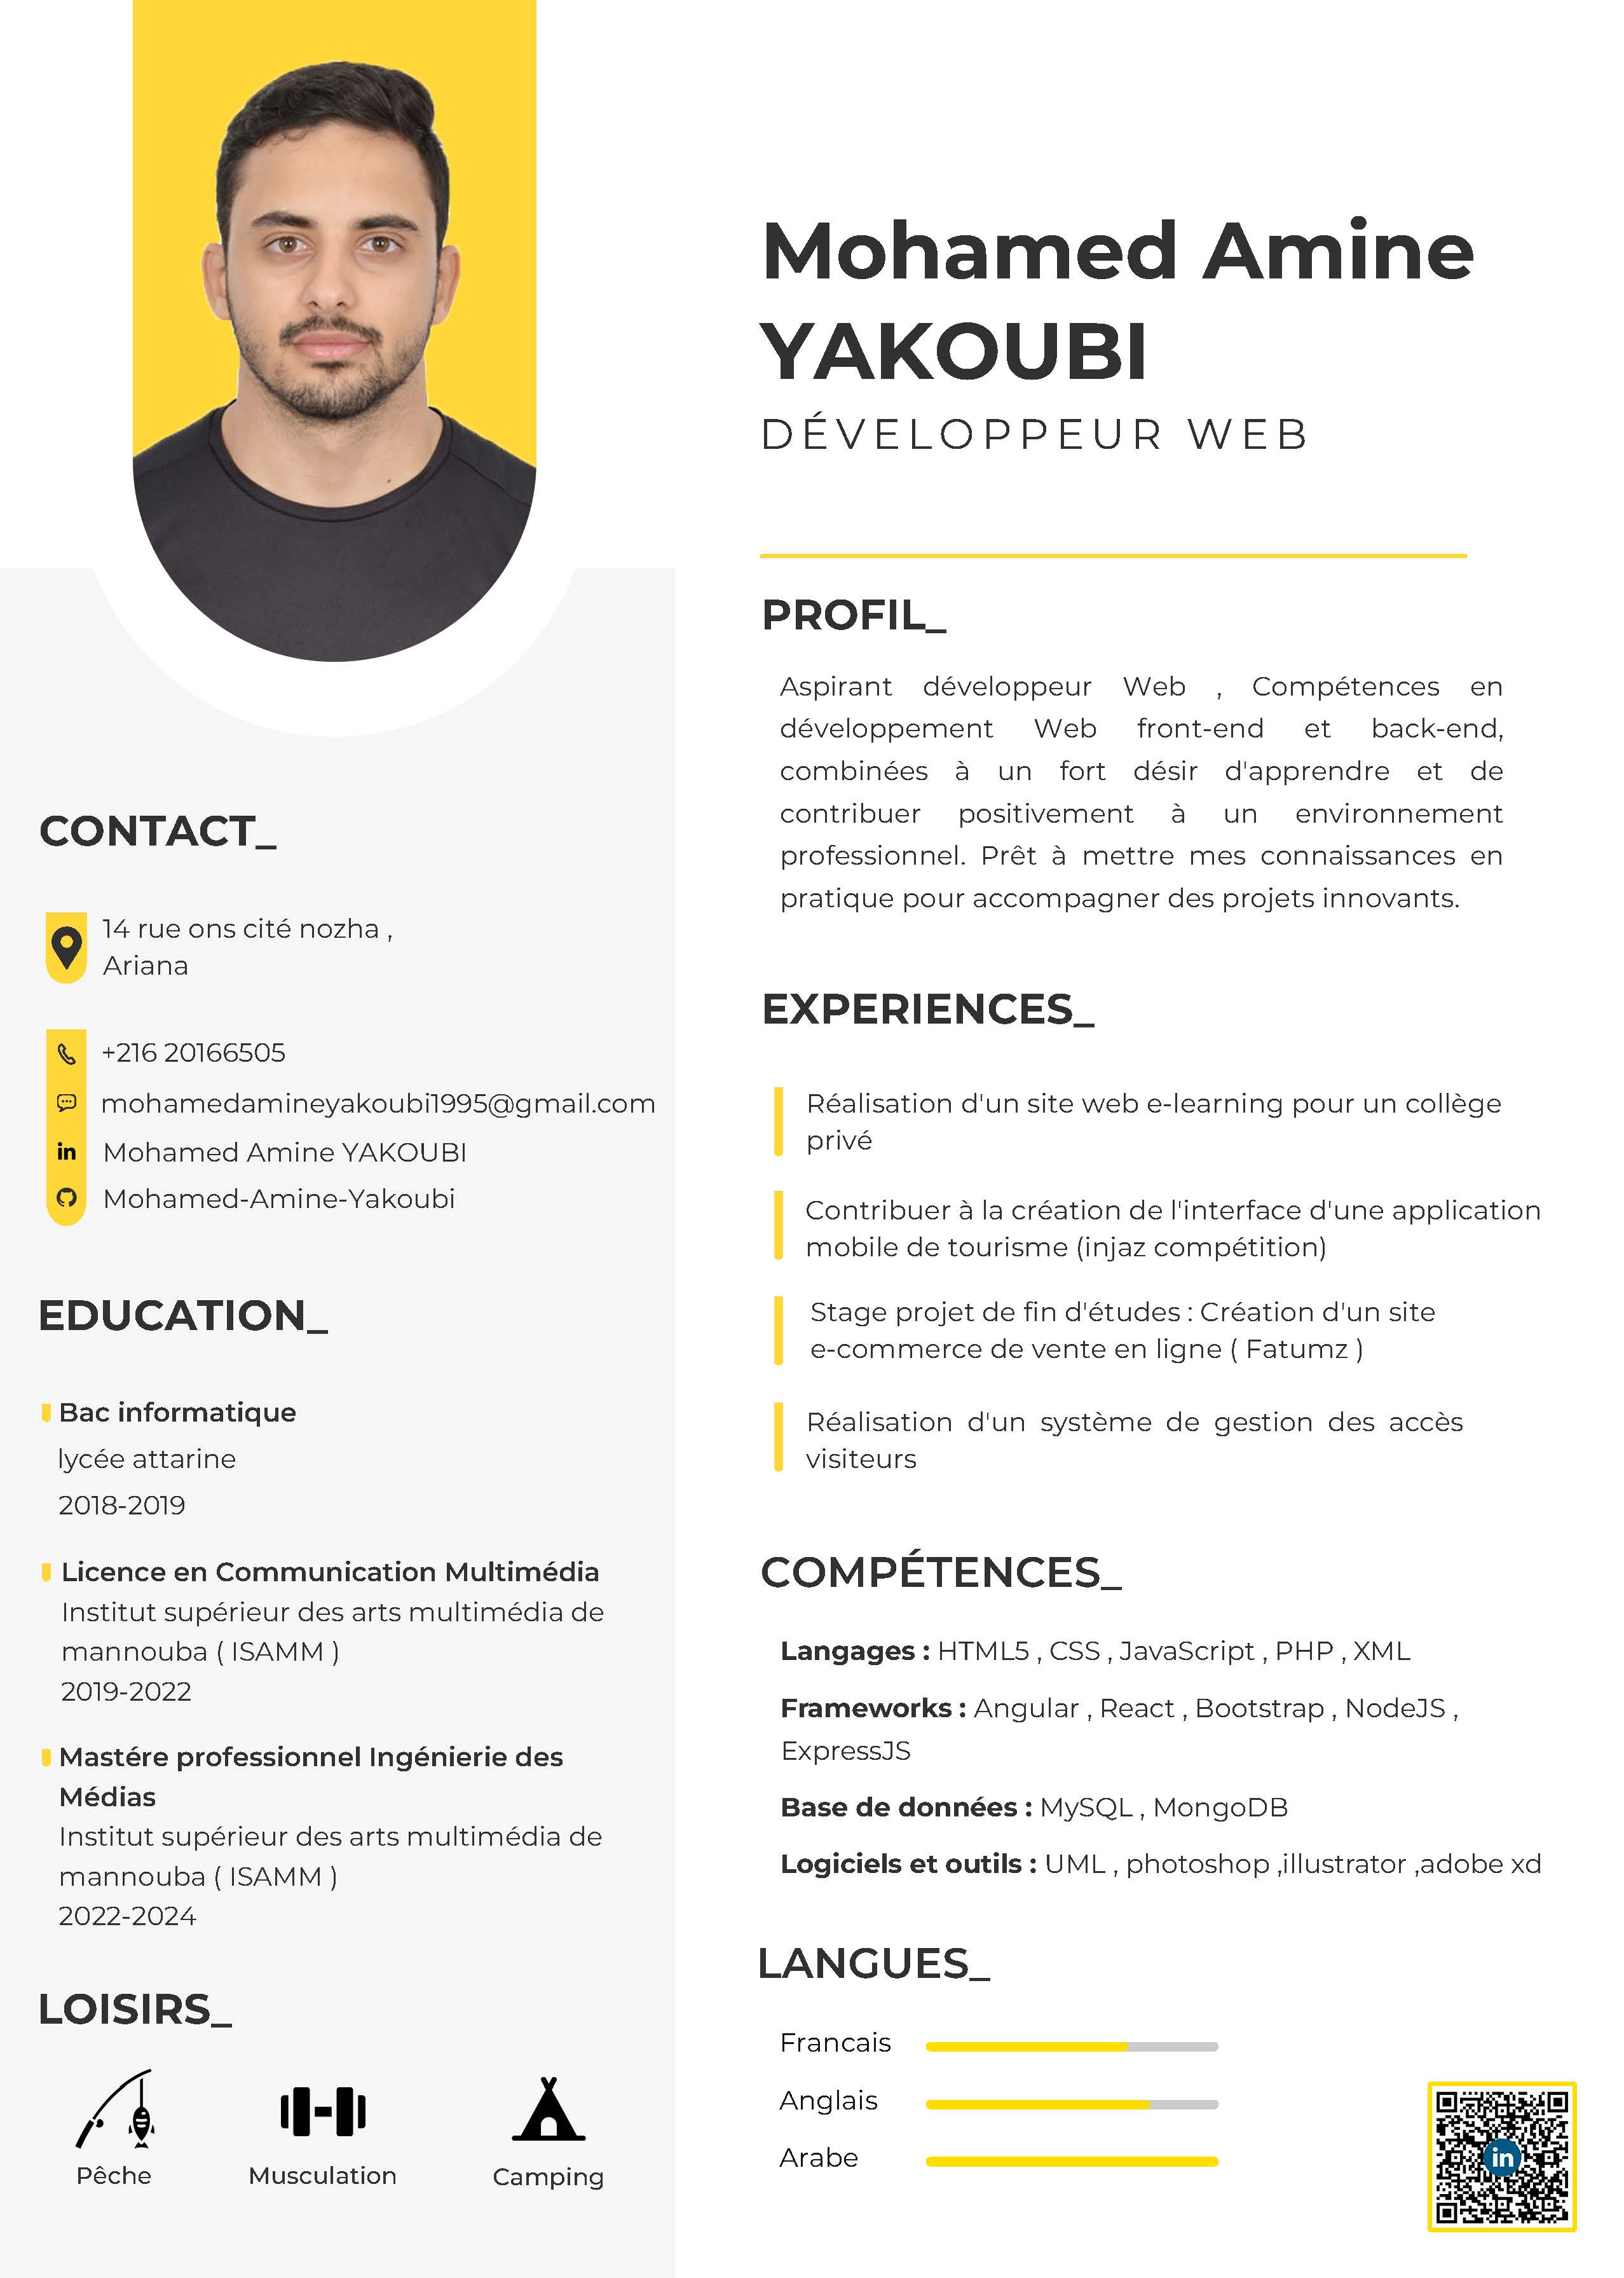 Mohamed Amine
YAKOUBI
DÉVELOPPEUR WEB
CONTACT_
14 rue ons cité nozha ,
Ariana
+216 20166505
mohamedamineyakoubi1995@gmail.com
in
Mohamed Amine YAKOUBI
Mohamed-Amine-Yakoubi
EDUCATION_
Bac informatique
lycée attarine
2018-2019
Licence en Communication Multimédia
Institut supérieur des arts multimédia de
mannouba ( ISAMM )
2019-2022
Mastére professionnel Ingénierie des
Médias
Institut supérieur des arts multimédia de
mannouba ( ISAMM )
2022-2024
LOISIRS_
Pêche
Musculation
Camping
PROFIL_
Aspirant développeur Web , Compétences en
développement Web front-end et back-end,
combinées à un fort désir d'apprendre et de
contribuer positivement à un environnement
professionnel. Prêt à mettre mes connaissances en
pratique pour accompagner des projets innovants.
EXPERIENCES_
Réalisation d'un site web e-learning pour un collège
privé
Contribuer à la création de l'interface d'une application
mobile de tourisme (injaz compétition)
Stage projet de fin d'études : Création d'un site
e-commerce de vente en ligne ( Fatumz )
Réalisation d'un système de gestion des accès
visiteurs
COMPÉTENCES_
Langages : HTML5 , CSS , JavaScript , PHP , XML
Frameworks : Angular , React , Bootstrap , NodeJS ,
ExpressJS
Base de données : MySQL , MongoDB
Logiciels et outils : UML , photoshop ,illustrator ,adobe xd
LANGUES_
Francais
Anglais
Arabe
in